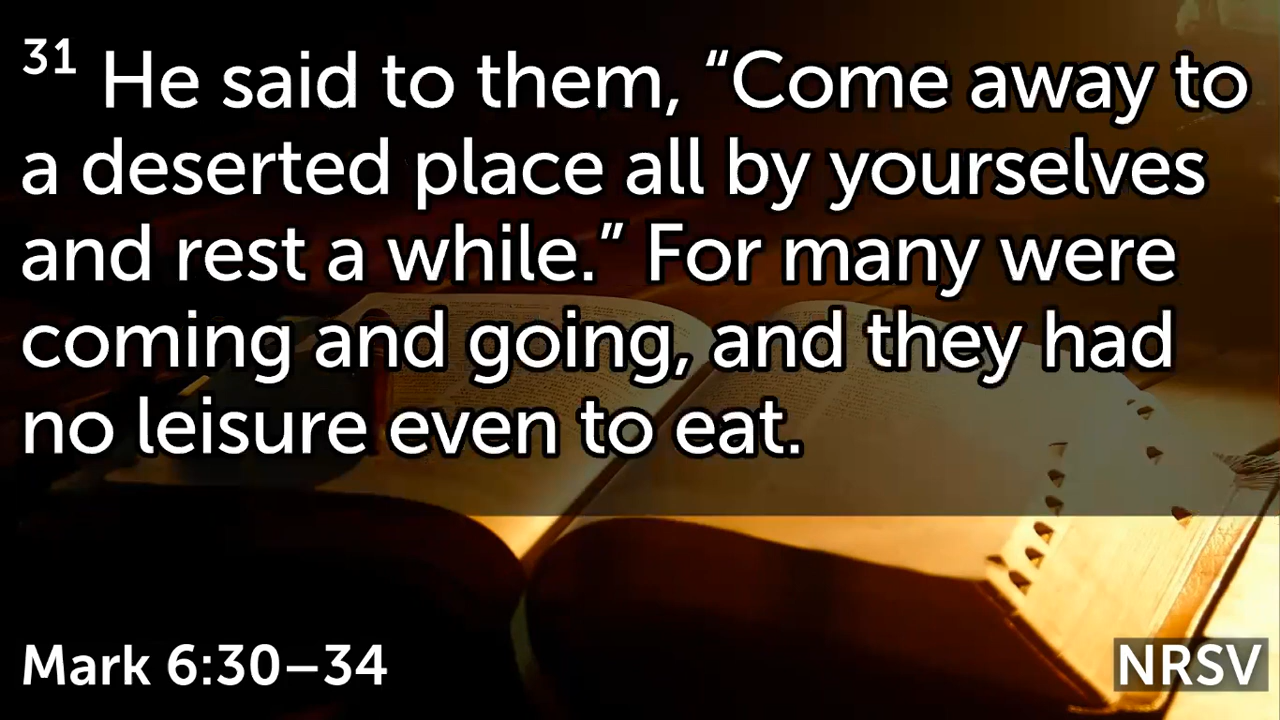 31 He said to them, “Come away to
a deserted place all by yourselves
and rest a while.” For many were
coming and going, and they had
no leisure even to eat.
Mark 6:30–34
NRSV